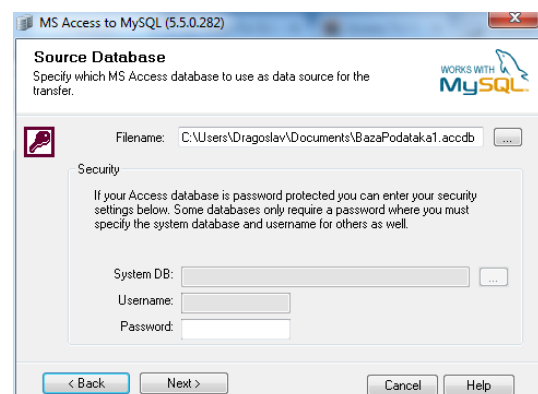 MS Access to MySQL (5.5.0.282)
Source Database
Specify which MS Access database to use as data source for the
transfer.
WORKS WITH
MySQL
Filename: C:\Users\Dragoslav\Documents\BazaPodataka1.accdb ...
Security
If your Access database is password protected you can enter your security
settings below. Some databases only require a password where you must
specify the system database and username for others as well.
System DB: ...
Username:
Password:
< Back Next > Cancel Help